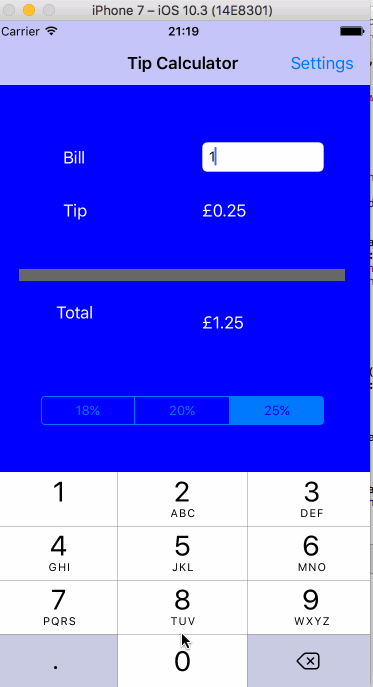 iPhone 7 – iOS 10.3 (14E8301)
Carrier 21:19
Tip Calculator Settings
Bill 1
Tip £0.25
Total £1.25
18% 20% 25%
1 2 3
ABC DEF
4 5 6
GHI JKL MNO
7 8 9
PQRS TUV WXYZ
. 0